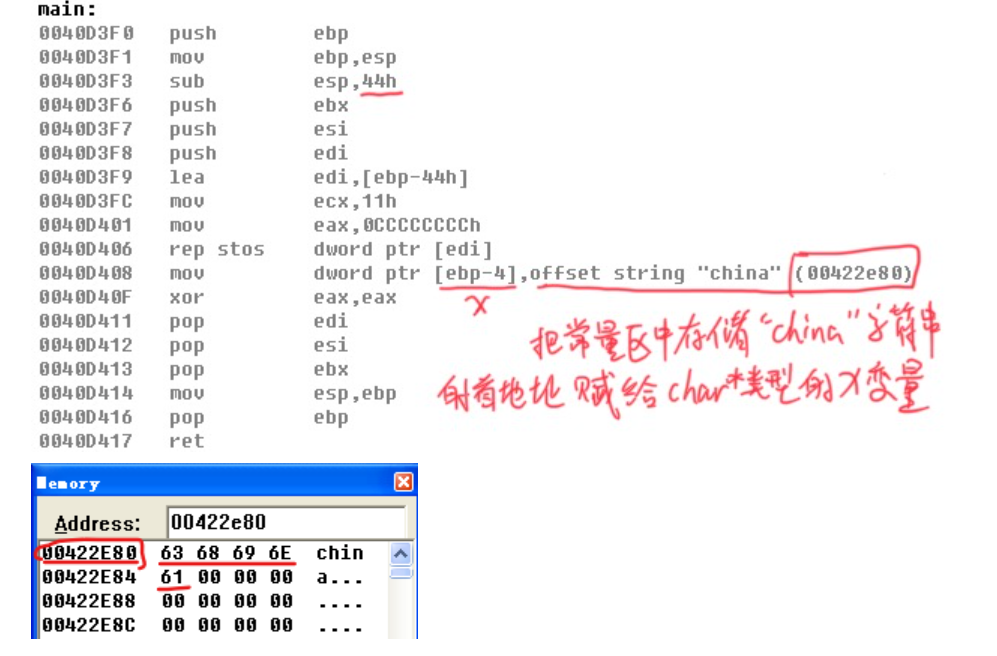 main:
0040D3F0 push ebp
0040D3F1 mov ebp,esp
0040D3F3 sub esp,44h
0040D3F6 push ebx
0040D3F7 push esi
0040D3F8 push edi
0040D3F9 lea edi,[ebp-44h]
0040D3FC mov ecx,11h
0040D401 mov eax,0CCCCCCCCh
0040D406 rep stos dword ptr [edi]
0040D408 mov dword ptr [ebp-4],offset string "china" (00422e80)
x
0040D40F xor eax,eax
0040D411 pop edi
0040D412 pop esi
0040D413 pop ebx
0040D414 mov esp,ebp
0040D416 pop ebp
0040D417 ret
把常量区中存储“china”字符串
的首地址赋给char*类型的x变量
Memory
Address: 00422e80
00422E80 63 68 69 6E chin
00422E84 61 00 00 00 a...
00422E88 00 00 00 00 ....
00422E8C 00 00 00 00 ....